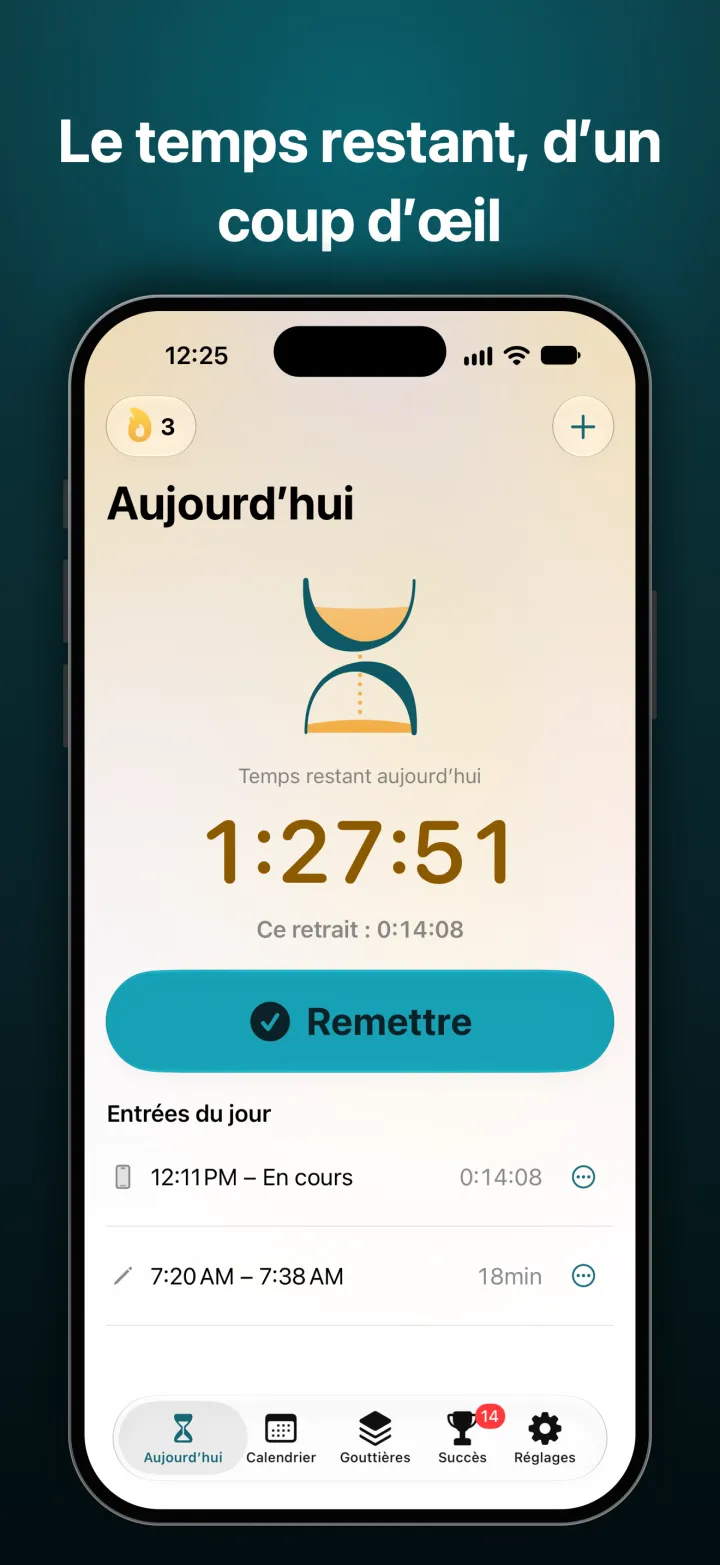 Le temps restant, d’un
coup d’œil
12:25
3
Aujourd’hui
Temps restant aujourd’hui
1:27:51
Ce retrait : 0:14:08
Remettre
Entrées du jour
12:11 PM – En cours 0:14:08
7:20 AM – 7:38 AM 18min
14
Aujourd’hui Calendrier Gouttières Succès Réglages